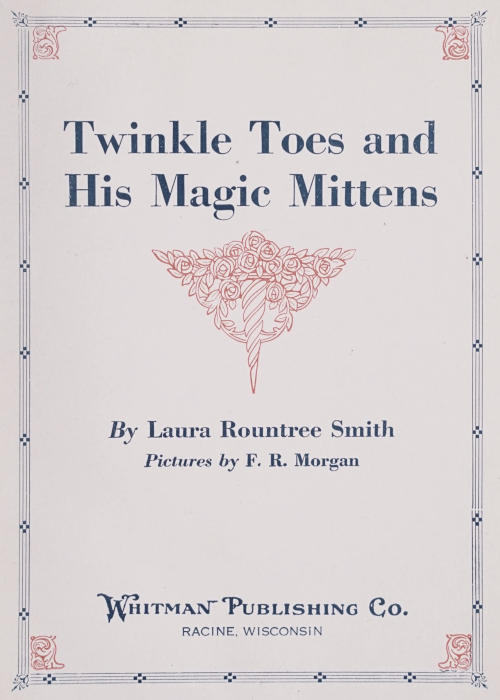 Twinkle Toes and
His Magic Mittens
By Laura Rountree Smith
Pictures by F. R. Morgan
Whitman Publishing Co.
RACINE, WISCONSIN